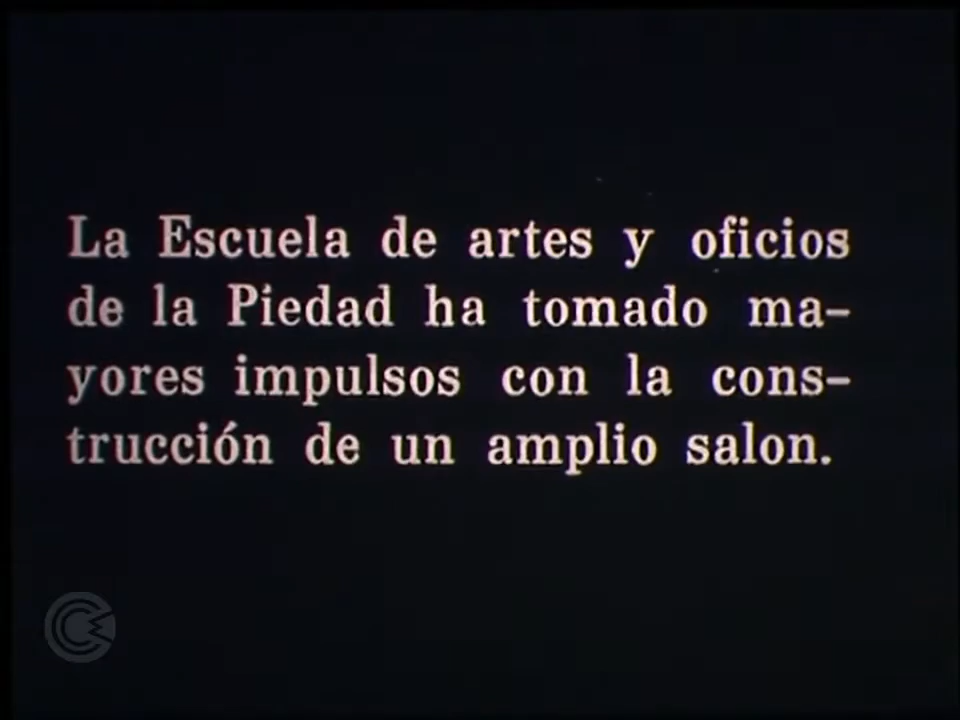 La Escuela de artes y oficios
de la Piedad ha tomado ma-
yores impulsos con la cons-
trucción de un amplio salon.